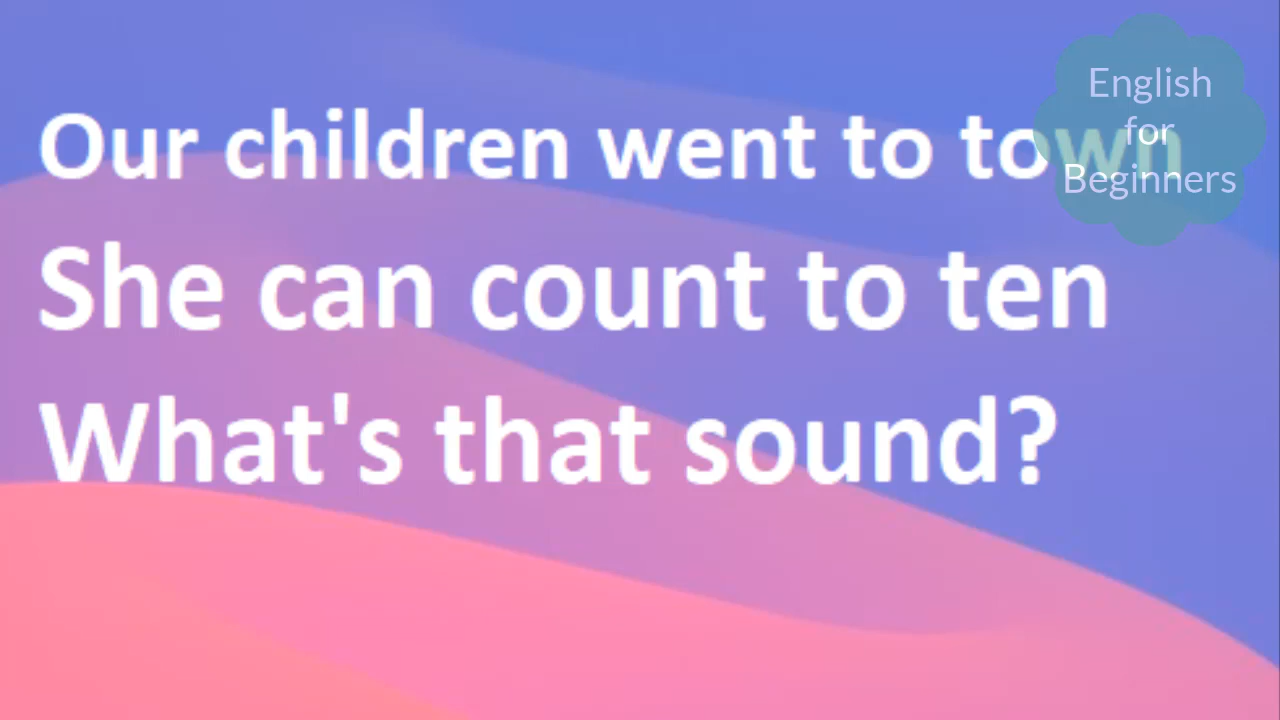 Our children went to town
She can count to ten
What's that sound?
English
for
Beginners